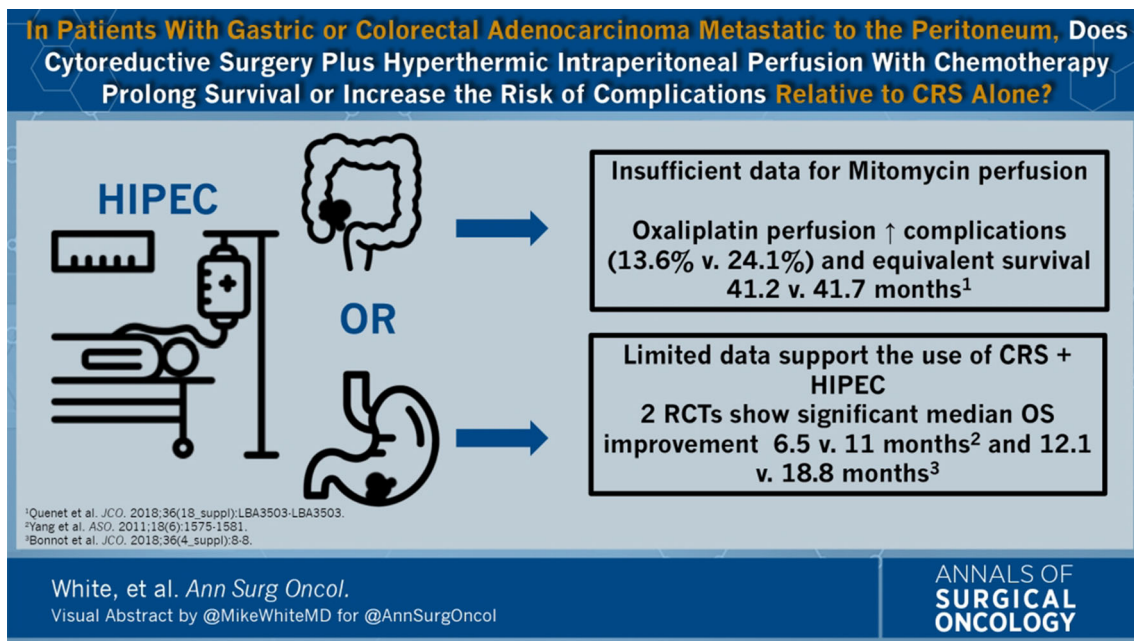 In Patients With Gastric or Colorectal Adenocarcinoma Metastatic to the Peritoneum, Does
Cytoreductive Surgery Plus Hyperthermic Intraperitoneal Perfusion With Chemotherapy
Prolong Survival or Increase the Risk of Complications Relative to CRS Alone?
HIPEC
OR
Insufficient data for Mitomycin perfusion
Oxaliplatin perfusion ↑ complications
(13.6% v. 24.1%) and equivalent survival
41.2 v. 41.7 months¹
Limited data support the use of CRS +
HIPEC
2 RCTs show significant median OS
improvement 6.5 v. 11 months² and 12.1
v. 18.8 months³
¹Quenet et al. JCO. 2018;36(18_suppl):LBA3503-LBA3503.
²Yang et al. ASO. 2011;18(6):1575-1581.
³Bonnot et al. JCO. 2018;36(4_suppl):8-8.
White, et al. Ann Surg Oncol.
Visual Abstract by @MikeWhiteMD for @AnnSurgOncol
ANNALS OF
SURGICAL
ONCOLOGY